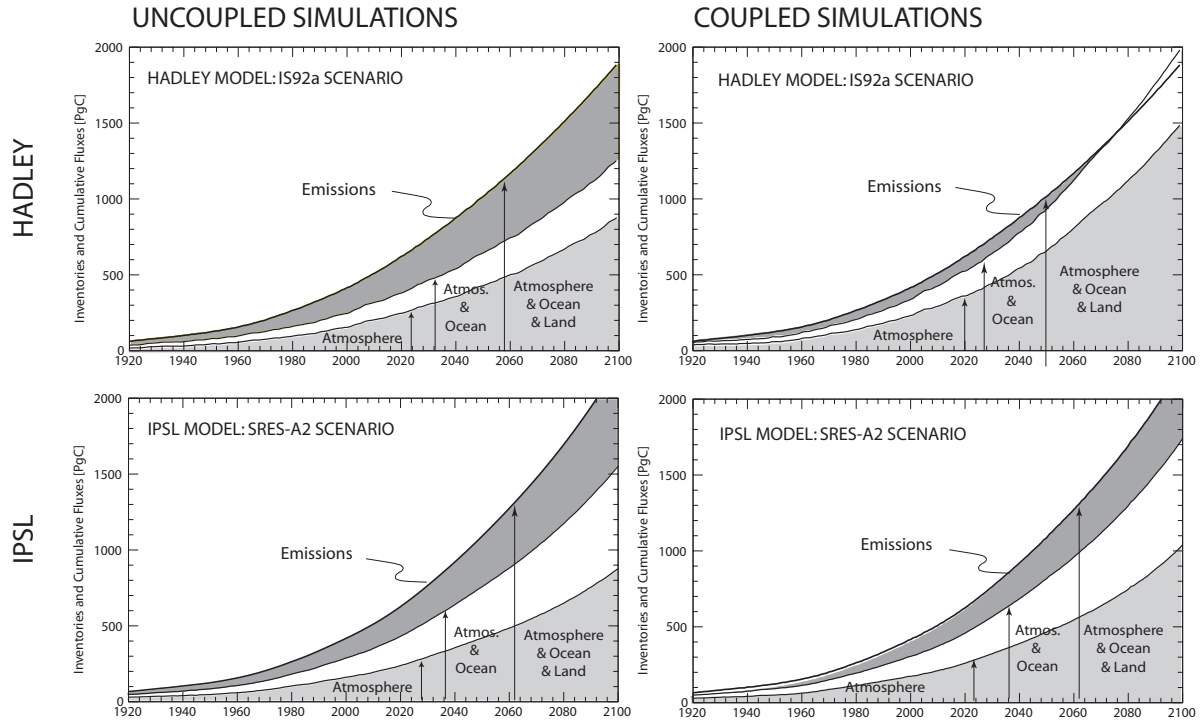 UNCOUPLED SIMULATIONS
COUPLED SIMULATIONS
HADLEY
Inventories and Cumulative Fluxes [PgC]
2000
1500
1000
500
0
HADLEY MODEL: IS92a SCENARIO
Emissions
Atmosphere
Atmos.
&
Ocean
Atmosphere
& Ocean
& Land
1920 1940 1960 1980 2000 2020 2040 2060 2080 2100
Inventories and Cumulative Fluxes [PgC]
2000
1500
1000
500
0
HADLEY MODEL: IS92a SCENARIO
Emissions
Atmosphere
Atmos.
&
Ocean
Atmosphere
& Ocean
& Land
1920 1940 1960 1980 2000 2020 2040 2060 2080 2100
IPSL
Inventories and Cumulative Fluxes [PgC]
2000
1500
1000
500
0
IPSL MODEL: SRES-A2 SCENARIO
Emissions
Atmosphere
Atmos.
&
Ocean
Atmosphere
& Ocean
& Land
1920 1940 1960 1980 2000 2020 2040 2060 2080 2100
Inventories and Cumulative Fluxes [PgC]
2000
1500
1000
500
0
IPSL MODEL: SRES-A2 SCENARIO
Emissions
Atmosphere
Atmos.
&
Ocean
Atmosphere
& Ocean
& Land
1920 1940 1960 1980 2000 2020 2040 2060 2080 2100